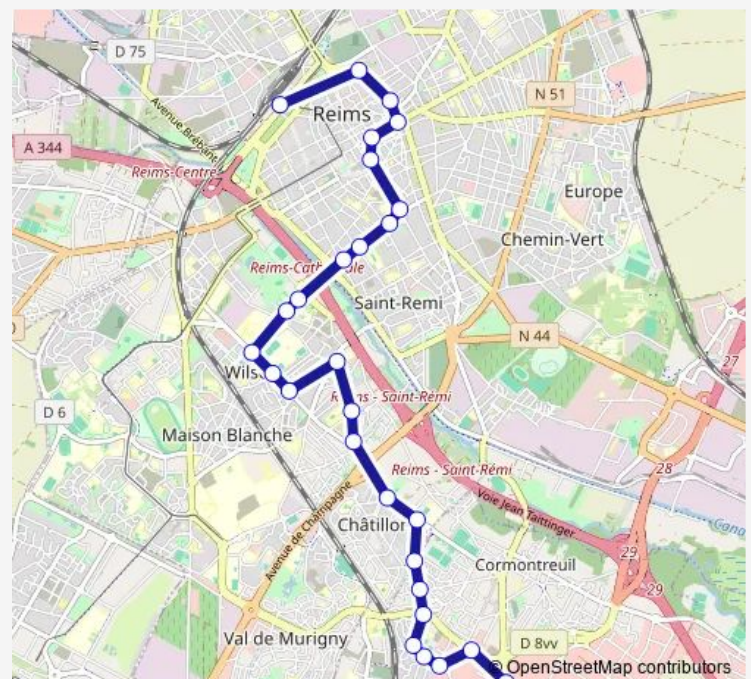 D 75
N 51
Reims
Avenue Brébant
A 344
Reims-Centre
Europe
Chemin-Vert
Reims-Cathédrale
Saint-Remi
N 44
27
D 6
Reims - Saint-Rémi
Maison Blanche
Reims - Saint-Rémi
28
Voie Jean Taittinger
Avenue de Champagne
Châtillon
29
Cormontreuil
29
Val de Murigny
D 8vv
© OpenStreetMap contributors